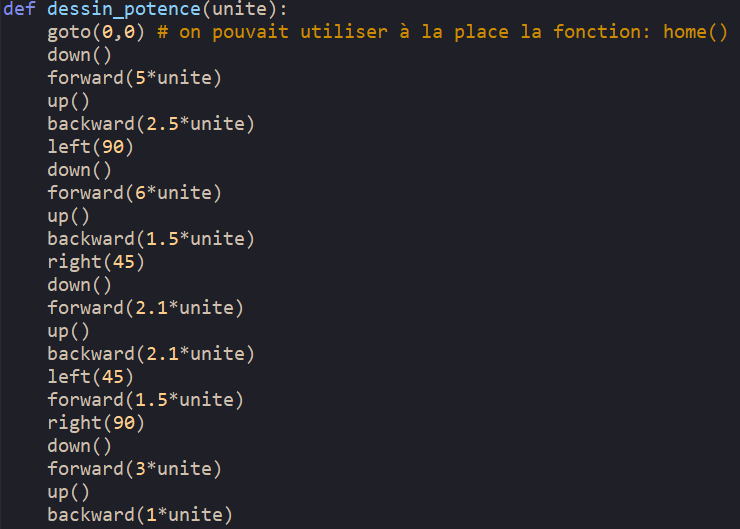 def dessin_potence(unite):
    goto(0,0) # on pouvait utiliser à la place la fonction: home()
    down()
    forward(5*unite)
    up()
    backward(2.5*unite)
    left(90)
    down()
    forward(6*unite)
    up()
    backward(1.5*unite)
    right(45)
    down()
    forward(2.1*unite)
    up()
    backward(2.1*unite)
    left(45)
    forward(1.5*unite)
    right(90)
    down()
    forward(3*unite)
    up()
    backward(1*unite)